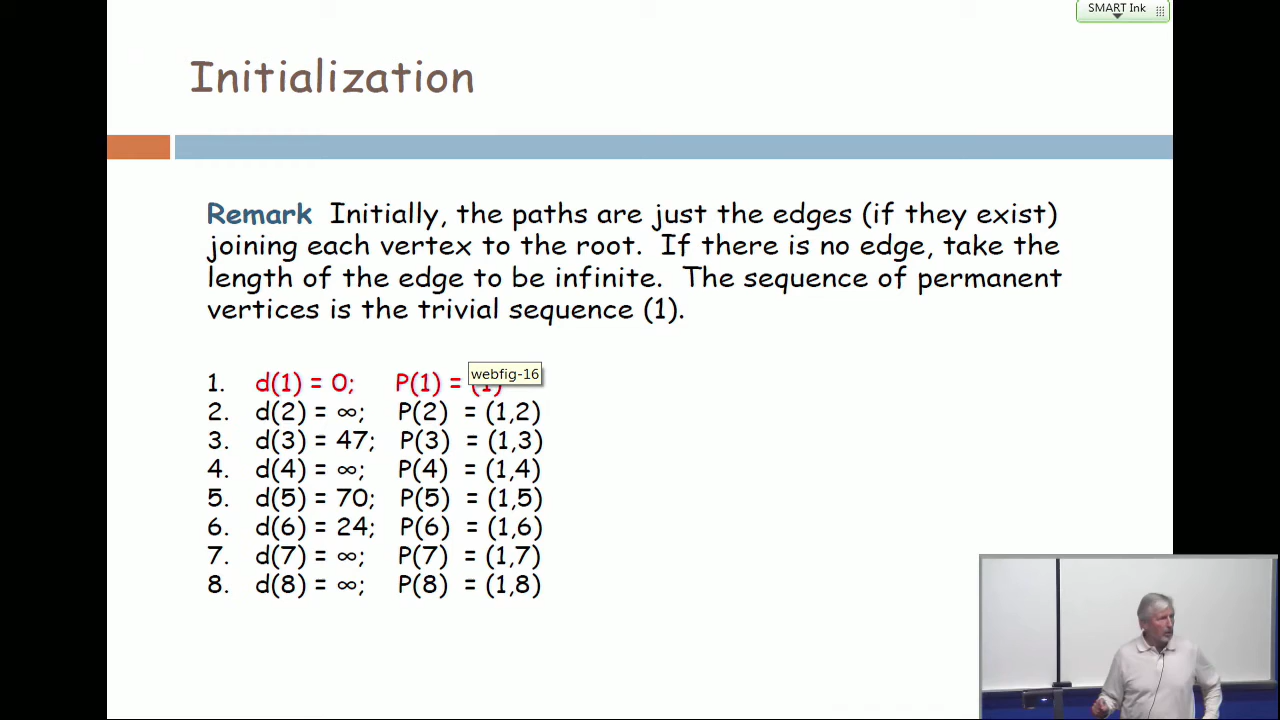 SMART Ink
Initialization
Remark Initially, the paths are just the edges (if they exist)
joining each vertex to the root. If there is no edge, take the
length of the edge to be infinite. The sequence of permanent
vertices is the trivial sequence (1).
webfig-16
1. d(1) = 0; P(1) = (1)
2. d(2) = ∞; P(2) = (1,2)
3. d(3) = 47; P(3) = (1,3)
4. d(4) = ∞; P(4) = (1,4)
5. d(5) = 70; P(5) = (1,5)
6. d(6) = 24; P(6) = (1,6)
7. d(7) = ∞; P(7) = (1,7)
8. d(8) = ∞; P(8) = (1,8)